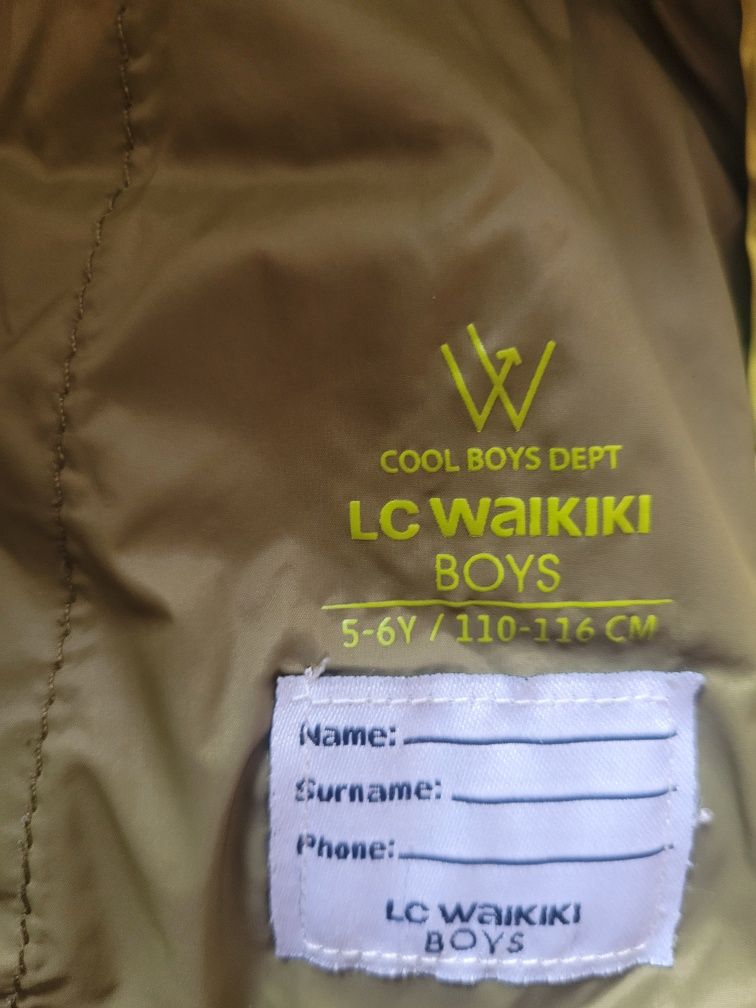 COOL BOYS DEPT
LC WAIKIKI
BOYS
5-6Y / 110-116 CM
Name:
Surname:
Phone:
LC WAIKIKI
BOYS